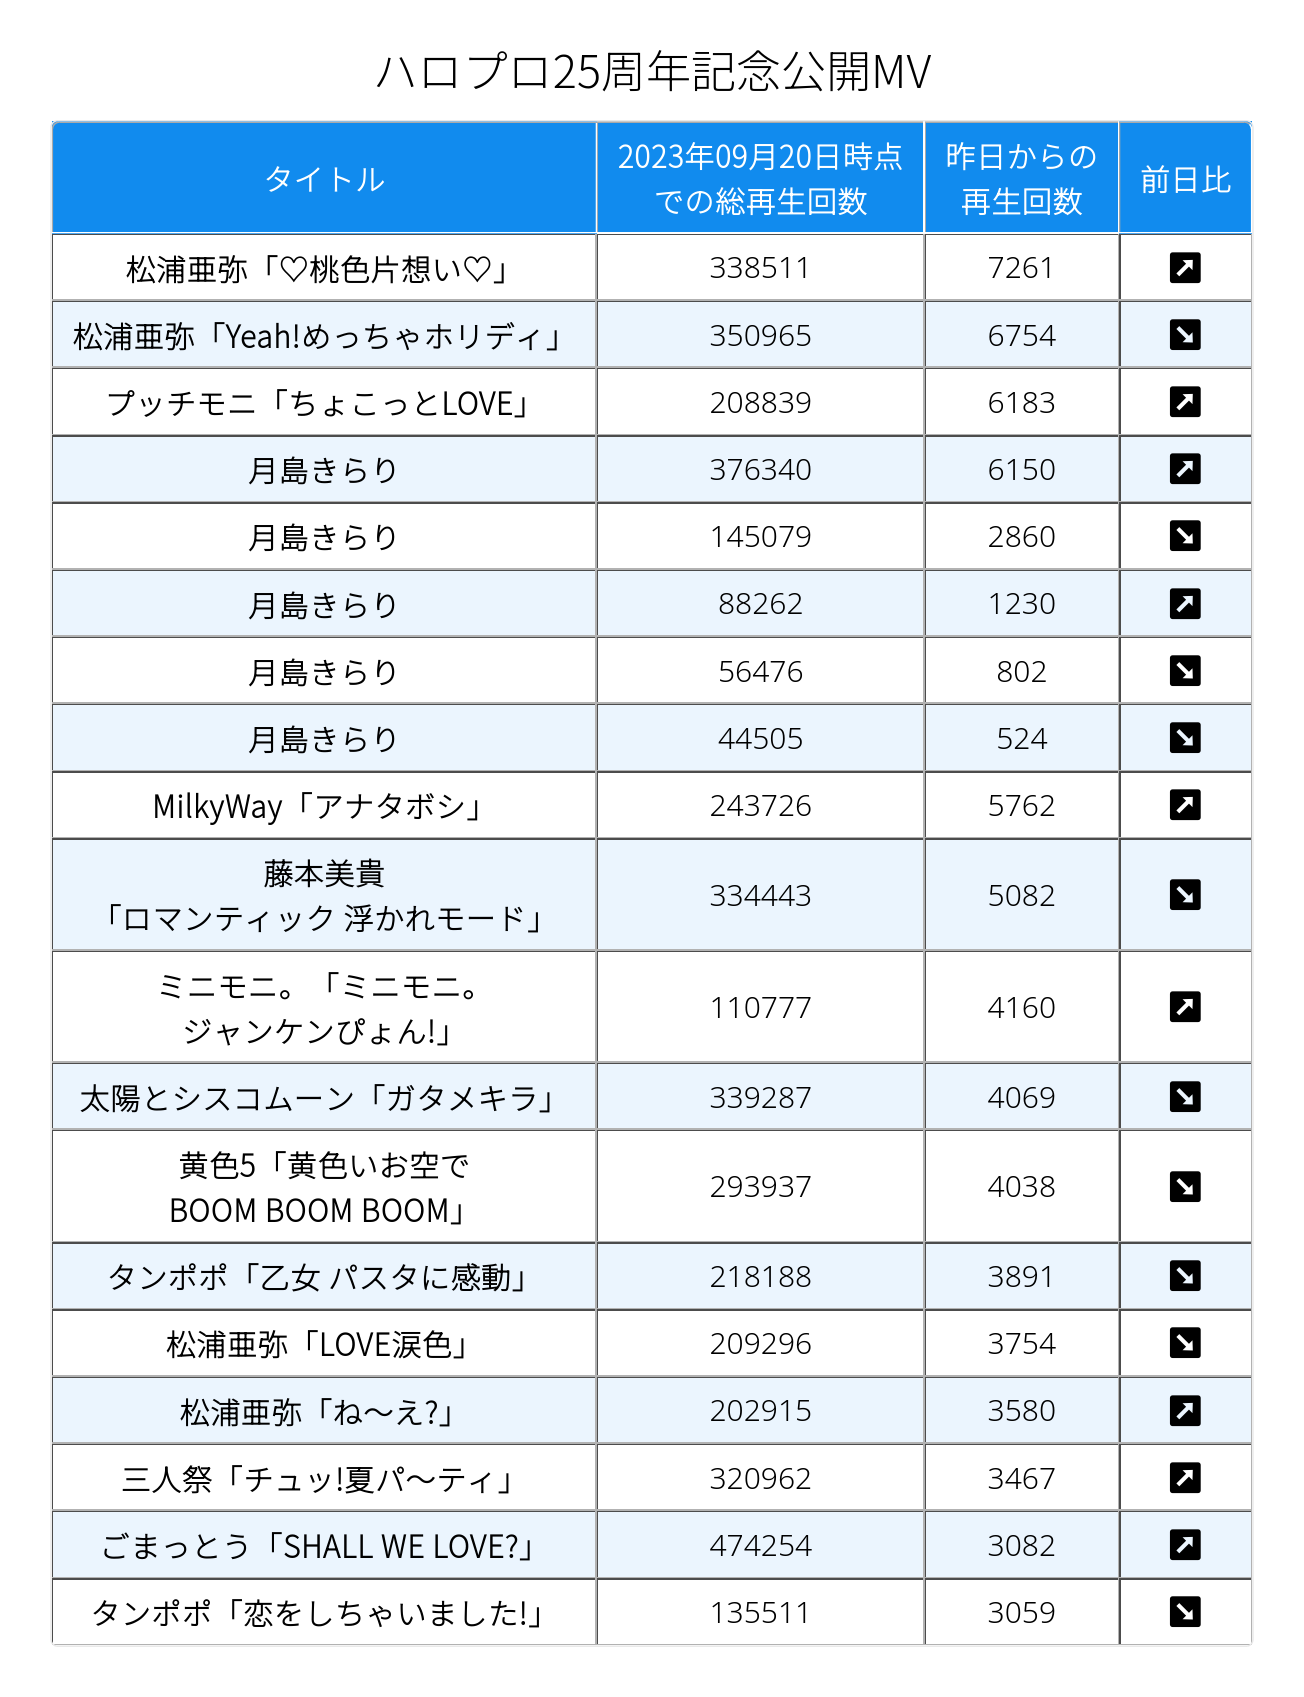 ハロプロ25周年記念公開MV
タイトル
2023年09月20日時点
での総再生回数
昨日からの
再生回数
前日比
松浦亜弥「♡桃色片想い♡」 338511 7261
松浦亜弥「Yeah!めっちゃホリディ」 350965 6754
プッチモニ「ちょこっとLOVE」 208839 6183
月島きらり 376340 6150
月島きらり 145079 2860
月島きらり 88262 1230
月島きらり 56476 802
月島きらり 44505 524
MilkyWay「アナタボシ」 243726 5762
藤本美貴
「ロマンティック 浮かれモード」 334443 5082
ミニモニ。「ミニモニ。
ジャンケンぴょん!」 110777 4160
太陽とシスコムーン「ガタメキラ」 339287 4069
黄色5「黄色いお空で
BOOM BOOM BOOM」 293937 4038
タンポポ「乙女 パスタに感動」 218188 3891
松浦亜弥「LOVE涙色」 209296 3754
松浦亜弥「ね〜え?」 202915 3580
三人祭「チュッ!夏パ〜ティ」 320962 3467
ごまっとう「SHALL WE LOVE?」 474254 3082
タンポポ「恋をしちゃいました!」 135511 3059